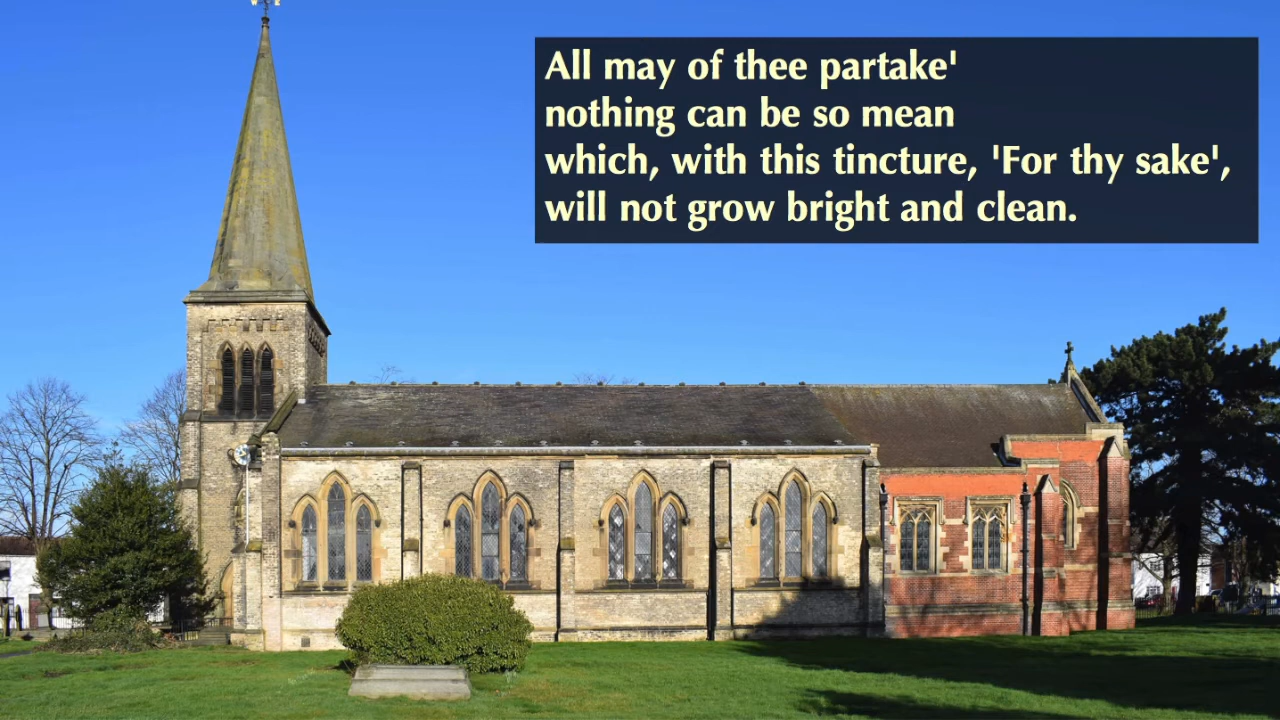 All may of thee partake'
nothing can be so mean
which, with this tincture, 'For thy sake',
will not grow bright and clean.